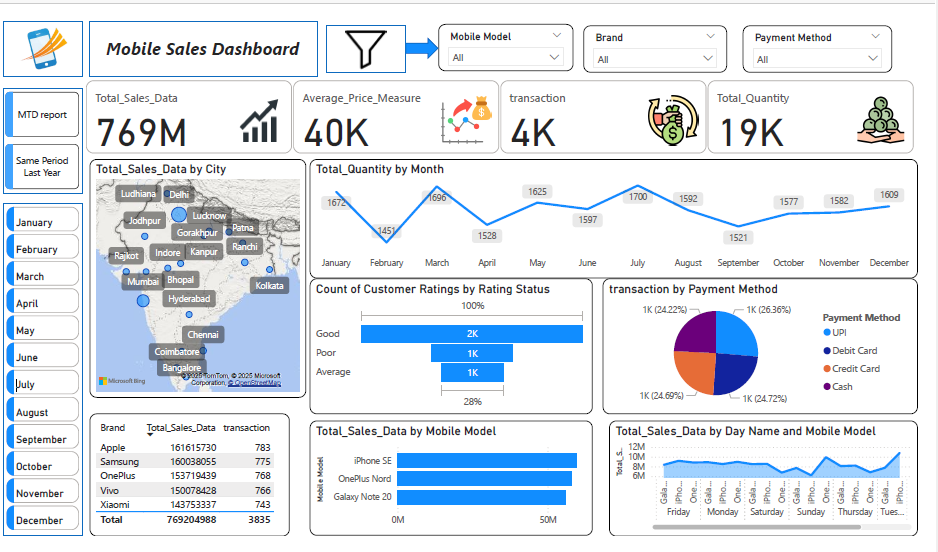 Mobile Sales Dashboard
Mobile Model
All
Brand
All
Payment Method
All
MTD report
Same Period
Last Year
Total_Sales_Data
769M
Average_Price_Measure
40K
transaction
4K
Total_Quantity
19K
January
February
March
April
May
June
July
August
September
October
November
December
Total_Sales_Data by City
Ludhiana
Delhi
Jodhpur
Lucknow
Gorakhpur
Patna
Rajkot
Indore
Kanpur
Ranchi
Mumbai
Bhopal
Kolkata
Hyderabad
Chennai
Coimbatore
Bangalore
Microsoft Bing
© 2025 TomTom, © 2025 Microsoft
Corporation, © OpenStreetMap
Total_Quantity by Month
1672
1451
1696
1528
1625
1597
1700
1592
1521
1577
1582
1609
January February March April May June July August September October November December
Count of Customer Ratings by Rating Status
100%
Good 2K
Poor 1K
Average 1K
28%
transaction by Payment Method
1K (24.22%)
1K (26.36%)
1K (24.69%)
1K (24.72%)
Payment Method
UPI
Debit Card
Credit Card
Cash
Brand Total_Sales_Data transaction
Apple 161615730 783
Samsung 160038055 775
OnePlus 153719439 768
Vivo 150078428 766
Xiaomi 143753337 743
Total 769204988 3835
Total_Sales_Data by Mobile Model
Mobile Model
iPhone SE
OnePlus Nord
Galaxy Note 20
0M 50M
Total_Sales_Data by Day Name and Mobile Model
Total_S...
12M
10M
8M
6M
Gala... iPho... One... Gala... iPho... One... Gala... iPho... One... Gala... iPho... One... Gala... iPho... One... Gala... iPho...
Friday Monday Saturday Sunday Thursday Tues...